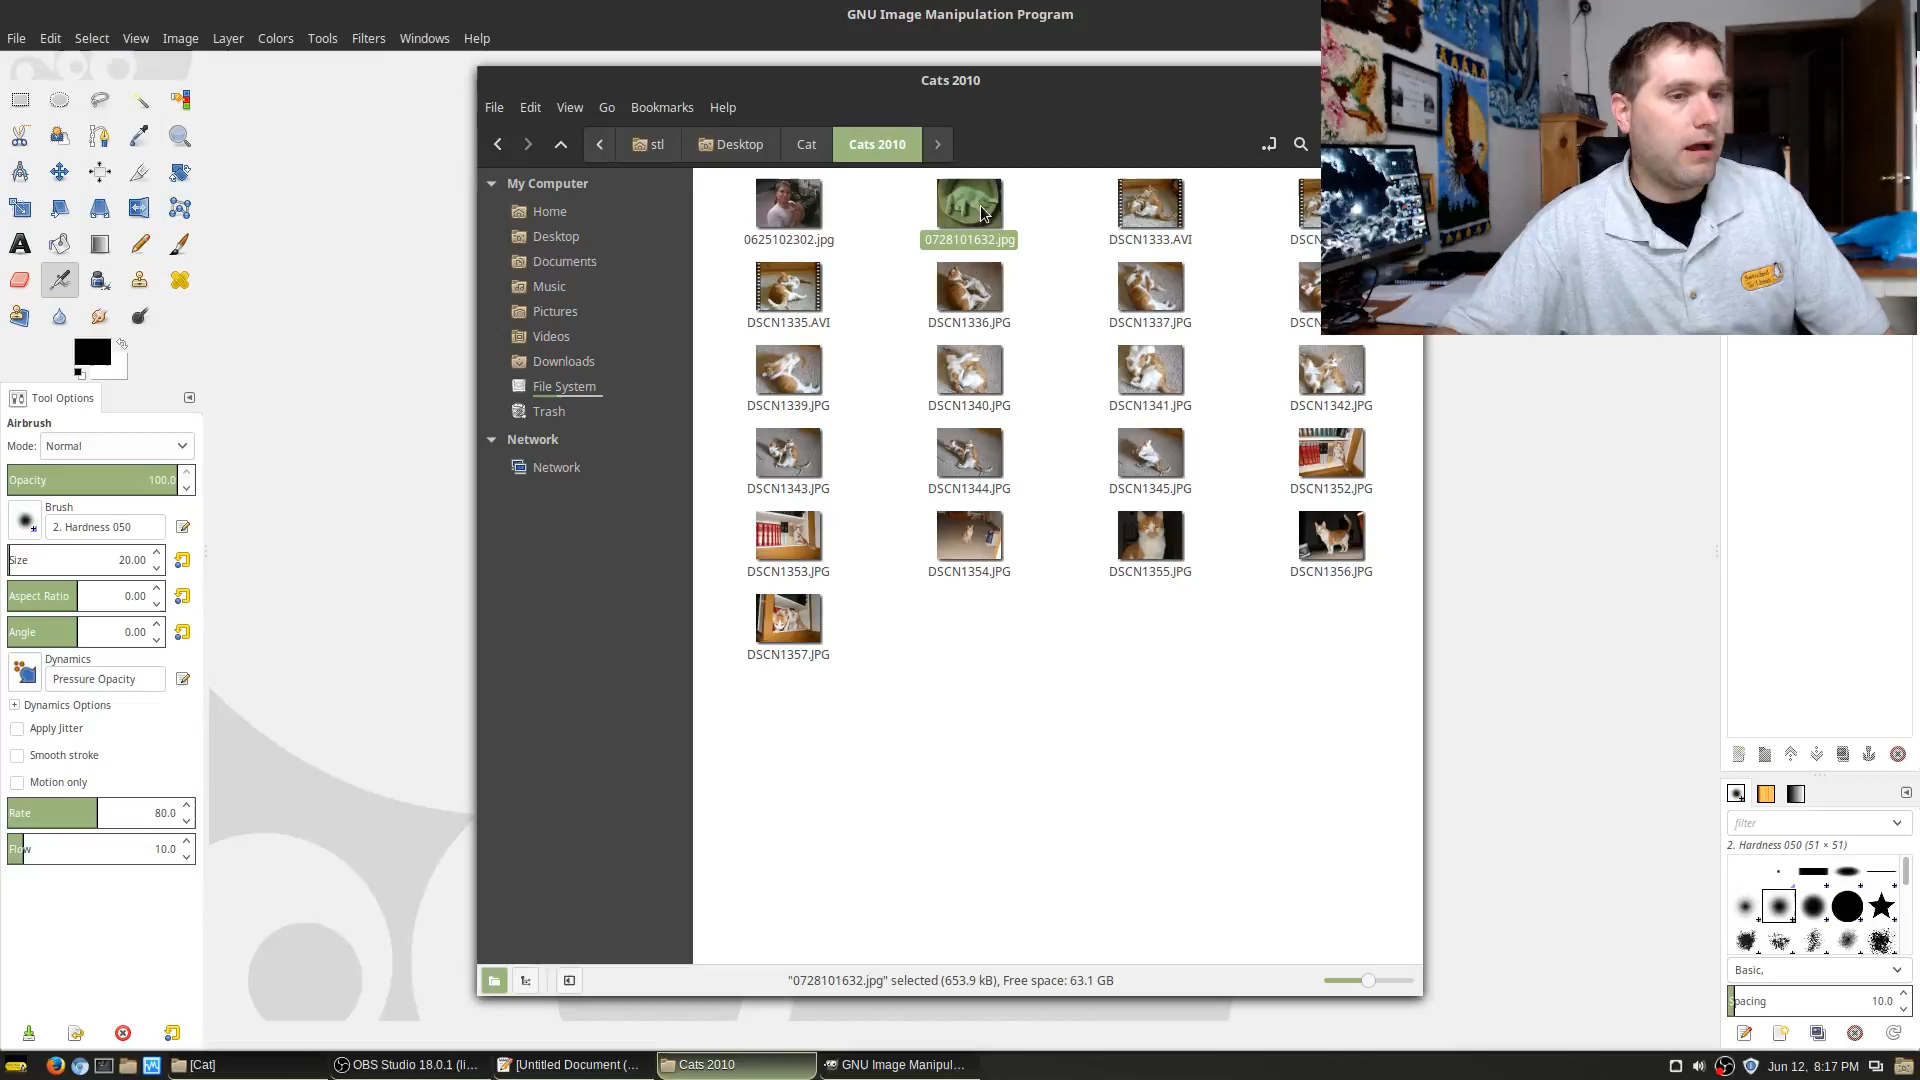 GNU Image Manipulation Program
File Edit Select View Image Layer Colors Tools Filters Windows Help
Cats 2010
File Edit View Go Bookmarks Help
stl Desktop Cat Cats 2010
My Computer
Home
Desktop
Documents
Music
Pictures
Videos
Downloads
File System
Trash
Network
Network
0625102302.jpg 0728101632.jpg DSCN1333.AVI DSCN
DSCN1335.AVI DSCN1336.JPG DSCN1337.JPG DSCN
DSCN1339.JPG DSCN1340.JPG DSCN1341.JPG DSCN1342.JPG
DSCN1343.JPG DSCN1344.JPG DSCN1345.JPG DSCN1352.JPG
DSCN1353.JPG DSCN1354.JPG DSCN1355.JPG DSCN1356.JPG
DSCN1357.JPG
"0728101632.jpg" selected (653.9 kB), Free space: 63.1 GB
Tool Options
Airbrush
Mode: Normal
Opacity 100.0
Brush
2. Hardness 050
Size 20.00
Aspect Ratio 0.00
Angle 0.00
Dynamics
Pressure Opacity
Dynamics Options
Apply Jitter
Smooth stroke
Motion only
Rate 80.0
Flow 10.0
Switched
To Linux
filter
2. Hardness 050 (51 × 51)
Basic,
Spacing 10.0
[Cat] OBS Studio 18.0.1 (li... [Untitled Document (... Cats 2010 GNU Image Manipul... Jun 12, 8:17 PM